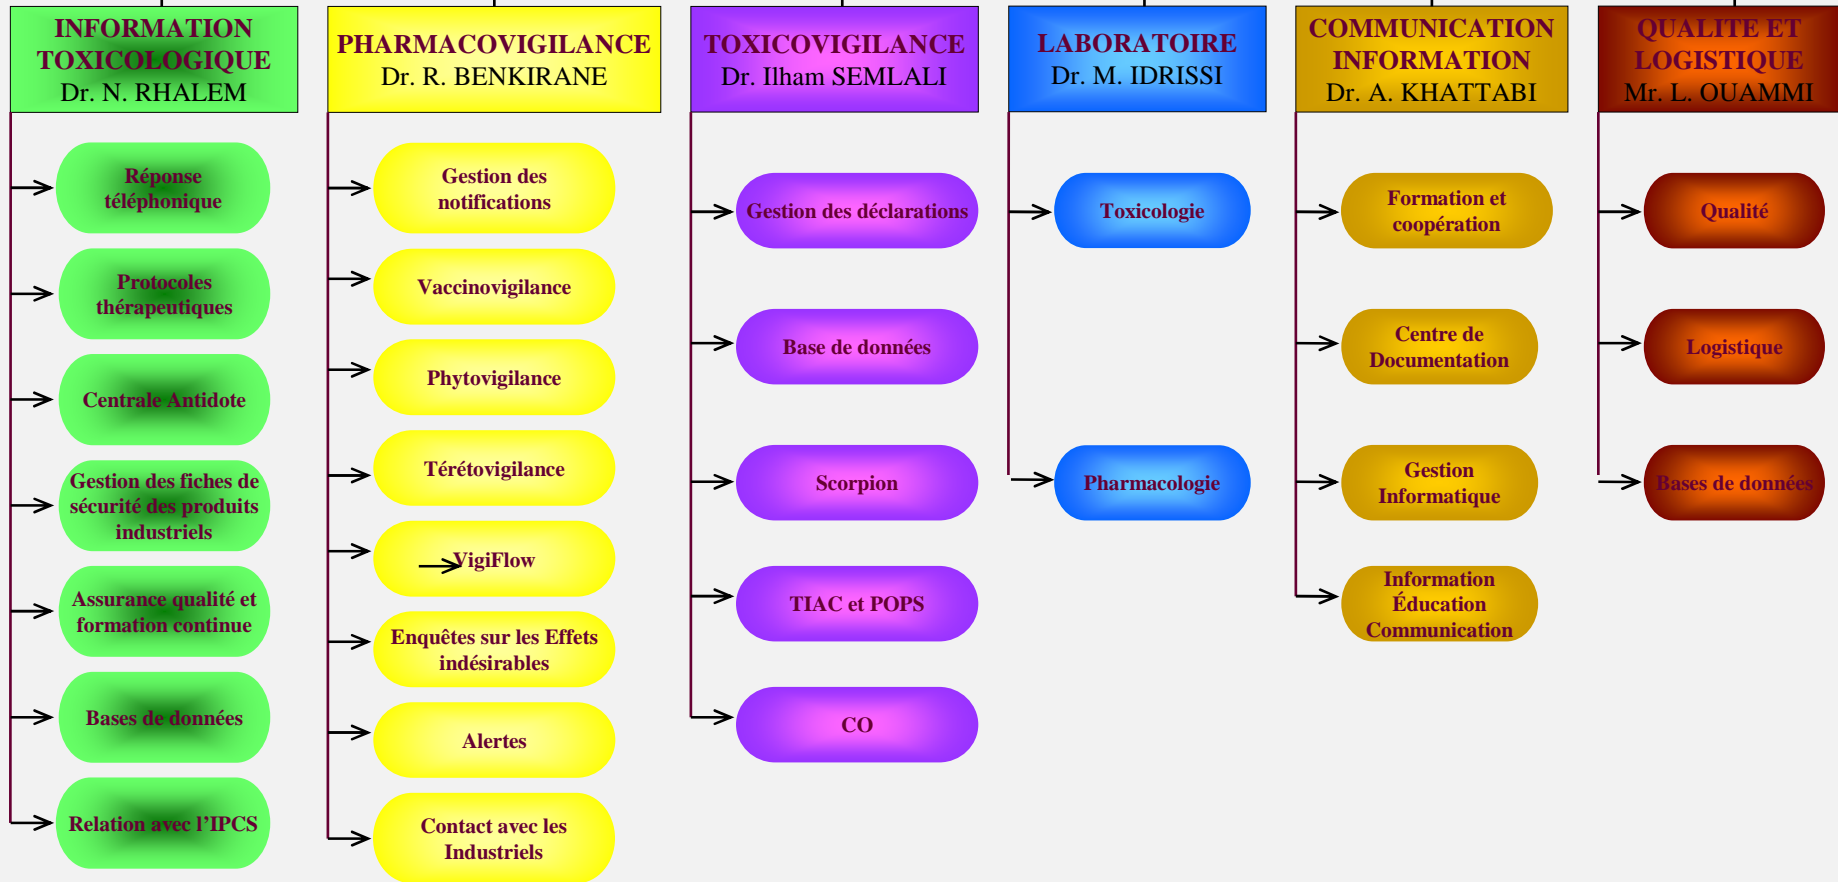 INFORMATION
TOXICOLOGIQUE
Dr. N. RHALEM
Réponse
téléphonique
Protocoles
thérapeutiques
Centrale Antidote
Gestion des fiches de
sécurité des produits
industriels
Assurance qualité et
formation continue
Bases de données
Relation avec l’IPCS
PHARMACOVIGILANCE
Dr. R. BENKIRANE
Gestion des
notifications
Vaccinovigilance
Phytovigilance
Térétovigilance
VigiFlow
Enquêtes sur les Effets
indésirables
Alertes
Contact avec les
Industriels
TOXICOVIGILANCE
Dr. Ilham SEMLALI
Gestion des déclarations
Base de données
Scorpion
TIAC et POPS
CO
LABORATOIRE
Dr. M. IDRISSI
Toxicologie
Pharmacologie
COMMUNICATION
INFORMATION
Dr. A. KHATTABI
Formation et
coopération
Centre de
Documentation
Gestion
Informatique
Information
Éducation
Communication
QUALITE ET
LOGISTIQUE
Mr. L. OUAMMI
Qualité
Logistique
Bases de données